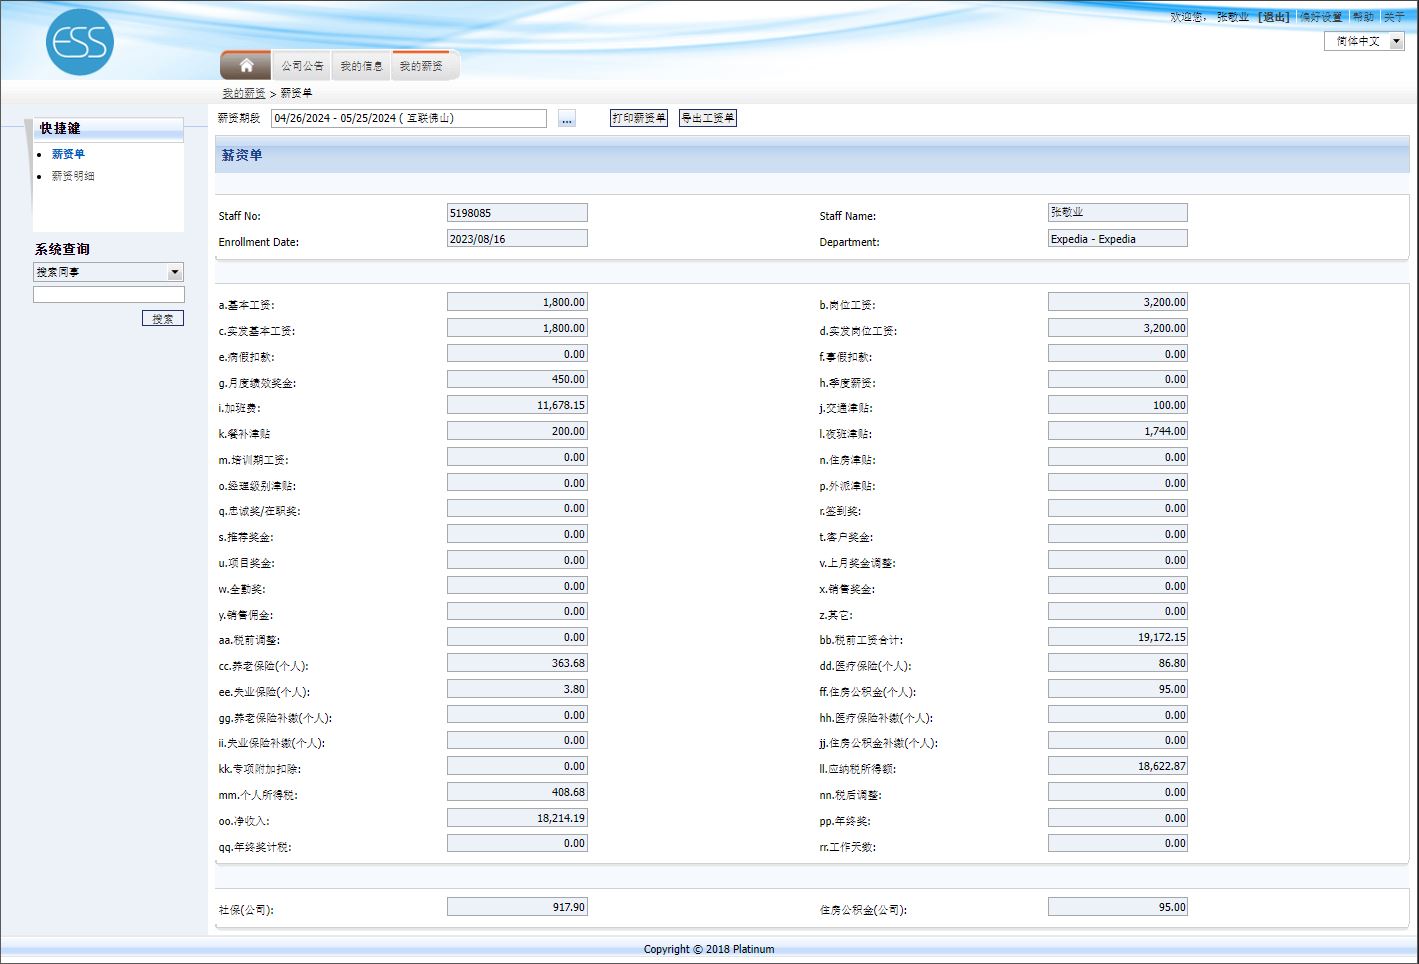 ESS
欢迎您， 张敬业 [退出] 偏好设置 帮助 关于
简体中文
公司公告 我的信息 我的薪资
我的薪资 > 薪资单
薪资期段 04/26/2024 - 05/25/2024 ( 互联佛山) ... 打印薪资单 导出工资单
快捷键
薪资单
薪资明细
系统查询
搜索同事
搜索
薪资单
Staff No: 5198085 Staff Name: 张敬业
Enrollment Date: 2023/08/16 Department: Expedia - Expedia
a.基本工资: 1,800.00 b.岗位工资: 3,200.00
c.实发基本工资: 1,800.00 d.实发岗位工资: 3,200.00
e.病假扣款: 0.00 f.事假扣款: 0.00
g.月度绩效奖金: 450.00 h.季度薪资: 0.00
i.加班费: 11,678.15 j.交通津贴: 100.00
k.餐补津贴 200.00 l.夜班津贴: 1,744.00
m.培训期工资: 0.00 n.住房津贴: 0.00
o.经理级别津贴: 0.00 p.外派津贴: 0.00
q.忠诚奖/在职奖: 0.00 r.签到奖: 0.00
s.推荐奖金: 0.00 t.客户奖金: 0.00
u.项目奖金: 0.00 v.上月奖金调整: 0.00
w.全勤奖: 0.00 x.销售奖金: 0.00
y.销售佣金: 0.00 z.其它: 0.00
aa.税前调整: 0.00 bb.税前工资合计: 19,172.15
cc.养老保险(个人): 363.68 dd.医疗保险(个人): 86.80
ee.失业保险(个人): 3.80 ff.住房公积金(个人): 95.00
gg.养老保险补缴(个人): 0.00 hh.医疗保险补缴(个人): 0.00
ii.失业保险补缴(个人): 0.00 jj.住房公积金补缴(个人): 0.00
kk.专项附加扣除: 0.00 ll.应纳税所得额: 18,622.87
mm.个人所得税: 408.68 nn.税后调整: 0.00
oo.净收入: 18,214.19 pp.年终奖: 0.00
qq.年终奖计税: 0.00 rr.工作天数: 0.00
社保(公司): 917.90 住房公积金(公司): 95.00
Copyright © 2018 Platinum